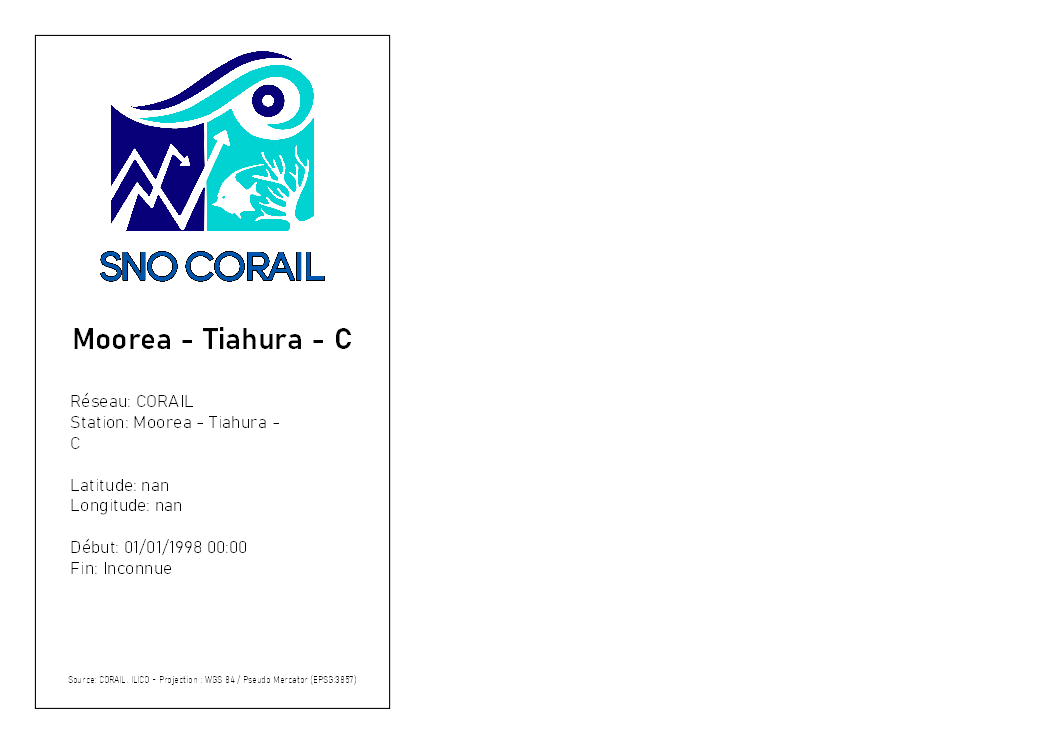 SNO CORAIL
Moorea - Tiahura - C
Réseau: CORAIL
Station: Moorea - Tiahura -
C
Latitude: nan
Longitude: nan
Début: 01/01/1998 00:00
Fin: Inconnue
Source: CORAIL, ILICO - Projection : WGS 84 / Pseudo Mercator (EPSG:3857)